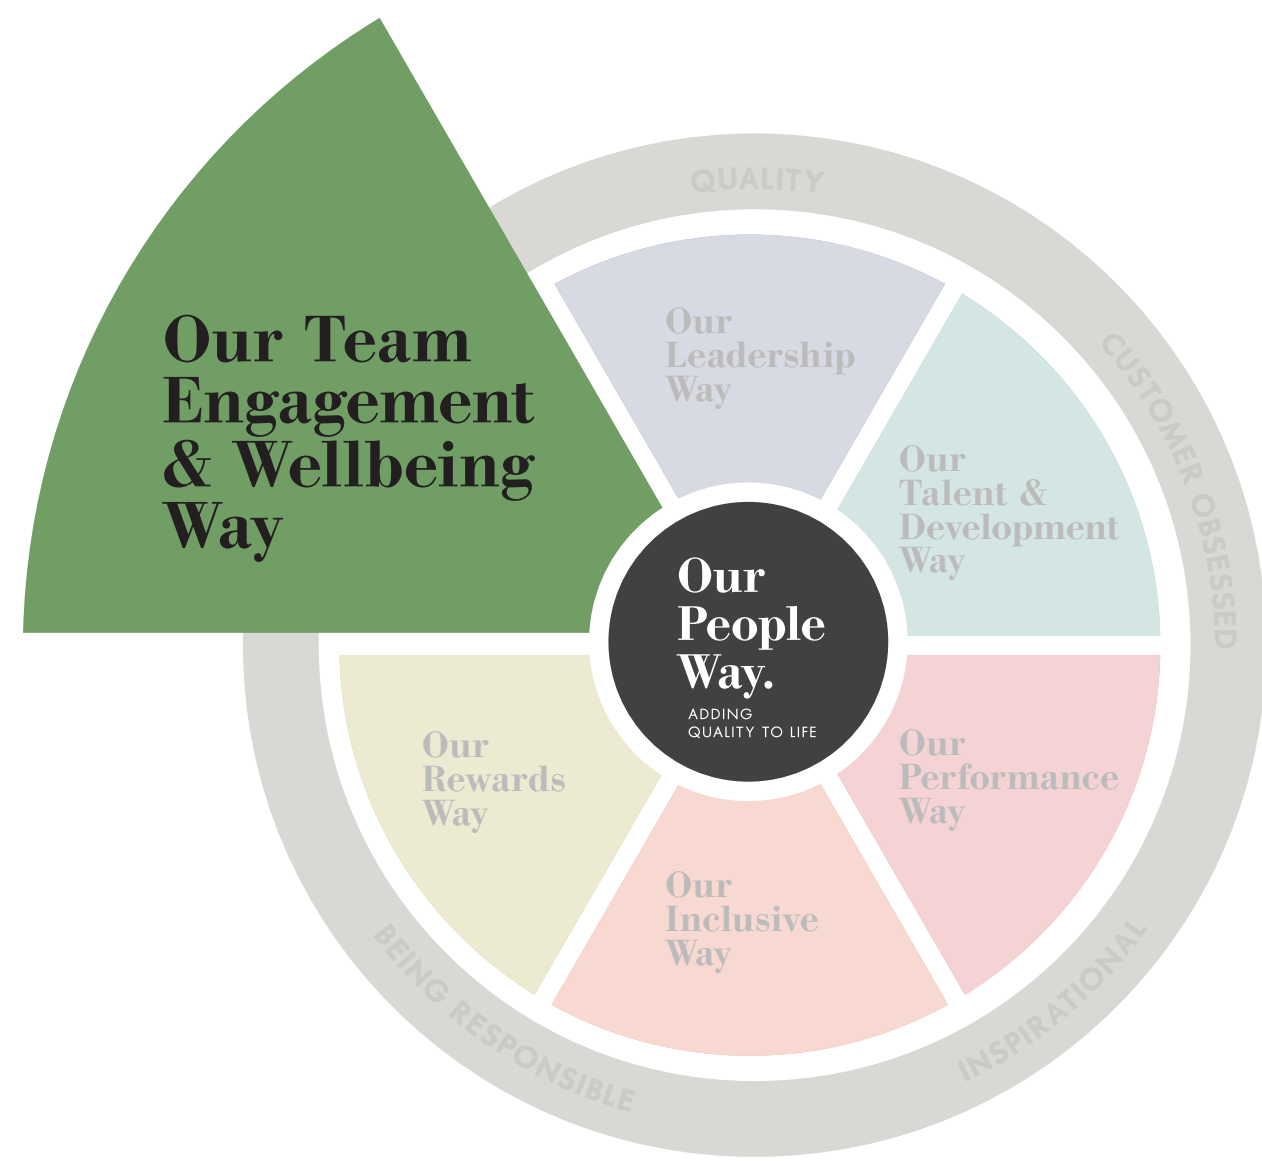 Our Team
Engagement
& Wellbeing
Way
QUALITY
Our
Leadership
Way
CUSTOMER OBSESSED
Our
Talent &
Development
Way
Our
People
Way.
ADDING
QUALITY TO LIFE
Our
Rewards
Way
Our
Performance
Way
Our
Inclusive
Way
BEING RESPONSIBLE
INSPIRATIONAL